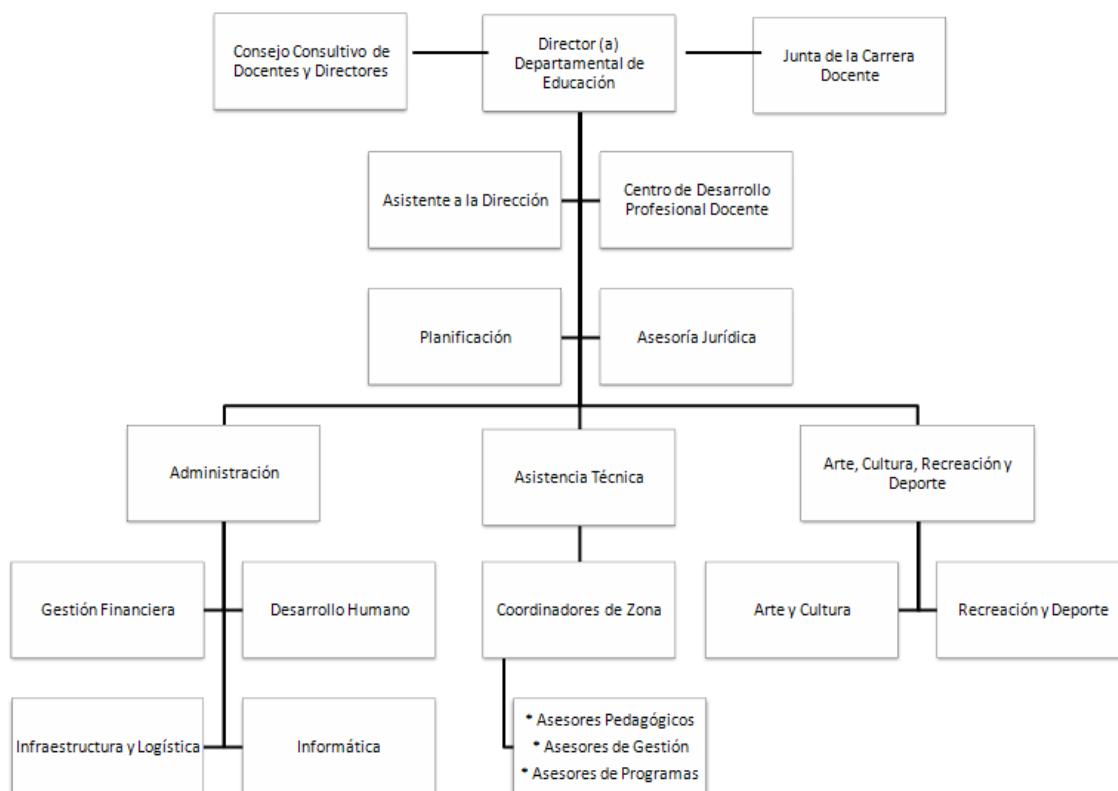 Consejo Consultivo de
Docentes y Directores
Director (a)
Departamental de
Educación
Junta de la Carrera
Docente
Asistente a la Dirección
Centro de Desarrollo
Profesional Docente
Planificación
Asesoría Jurídica
Administración
Asistencia Técnica
Arte, Cultura, Recreación y
Deporte
Gestión Financiera
Desarrollo Humano
Coordinadores de Zona
Arte y Cultura
Recreación y Deporte
Infraestructura y Logística
Informática
* Asesores Pedagógicos
* Asesores de Gestión
* Asesores de Programas